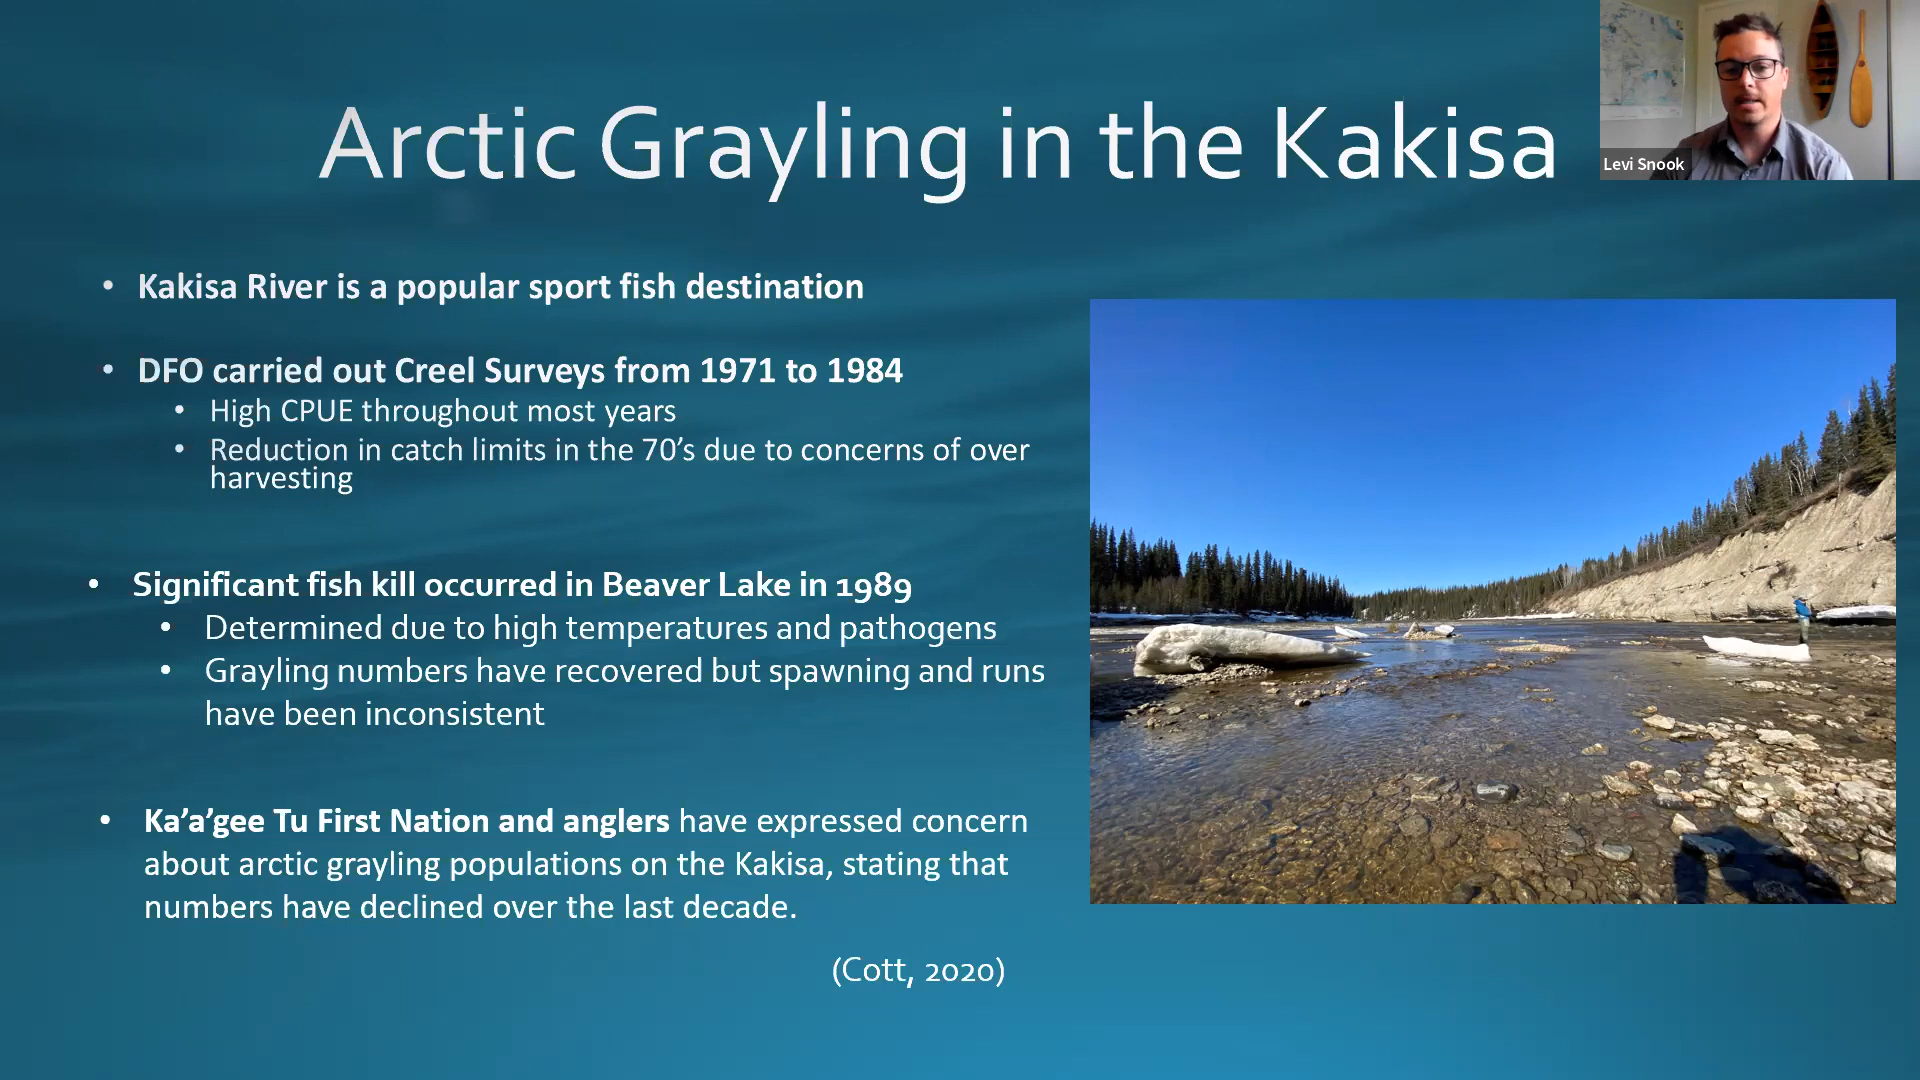 Arctic Grayling in the Kakisa
Levi Snook
• Kakisa River is a popular sport fish destination
• DFO carried out Creel Surveys from 1971 to 1984
• High CPUE throughout most years
• Reduction in catch limits in the 70’s due to concerns of over
harvesting
• Significant fish kill occurred in Beaver Lake in 1989
• Determined due to high temperatures and pathogens
• Grayling numbers have recovered but spawning and runs
have been inconsistent
• Ka’a’gee Tu First Nation and anglers have expressed concern
about arctic grayling populations on the Kakisa, stating that
numbers have declined over the last decade.
(Cott, 2020)